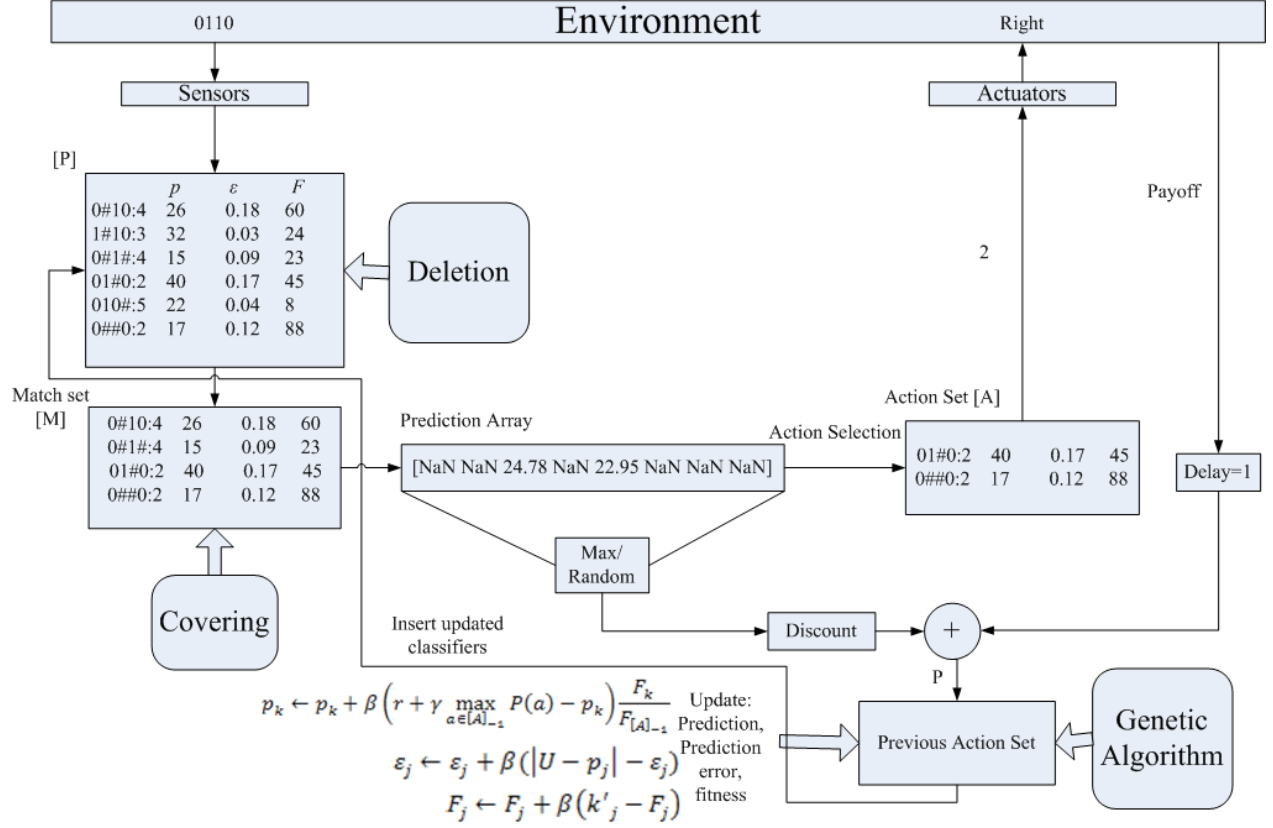 Environment
0110
Right
Sensors
Actuators
[P]
p ε F
0#10:4 26 0.18 60
1#10:3 32 0.03 24
0#1#:4 15 0.09 23
01#0:2 40 0.17 45
010#:5 22 0.04 8
0##0:2 17 0.12 88
Deletion
2
Payoff
Match set
[M]
0#10:4 26 0.18 60
0#1#:4 15 0.09 23
01#0:2 40 0.17 45
0##0:2 17 0.12 88
Prediction Array
[NaN NaN 24.78 NaN 22.95 NaN NaN NaN]
Action Selection
Action Set [A]
01#0:2 40 0.17 45
0##0:2 17 0.12 88
Delay=1
Max/
Random
Covering
Insert updated
classifiers
Discount
+
P
p_k ← p_k + β(r + γ max_{a∈[A]_{-1}} P(a) − p_k) F_k / F_{[A]_{-1}}
ε_j ← ε_j + β(|U − p_j| − ε_j)
F_j ← F_j + β(k'_j − F_j)
Update:
Prediction,
Prediction
error,
fitness
Previous Action Set
Genetic
Algorithm